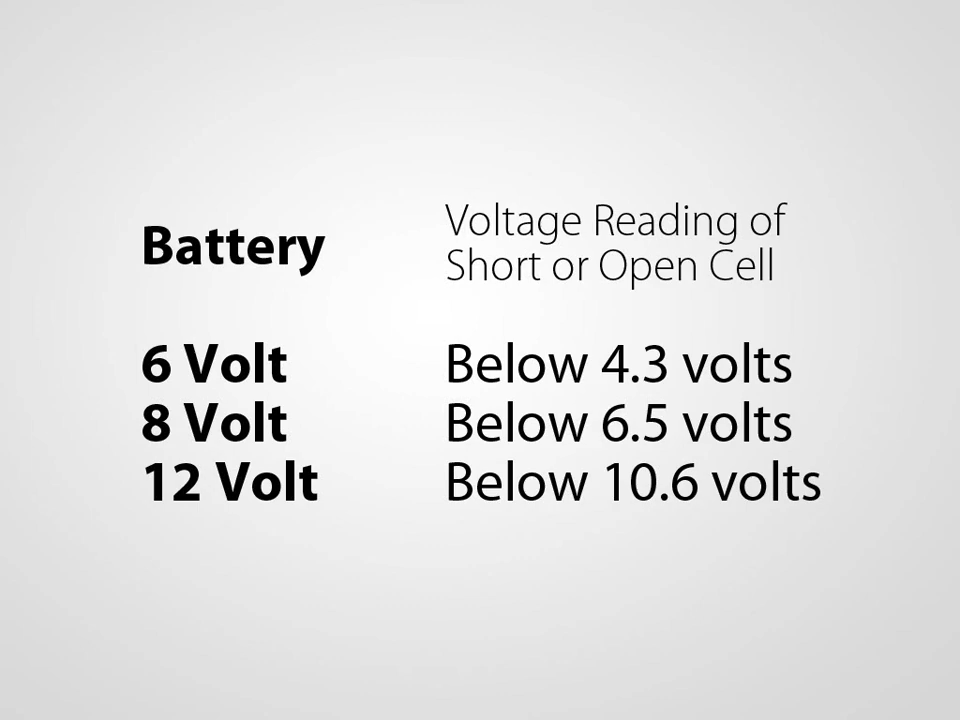 Battery
Voltage Reading of
Short or Open Cell
6 Volt Below 4.3 volts
8 Volt Below 6.5 volts
12 Volt Below 10.6 volts